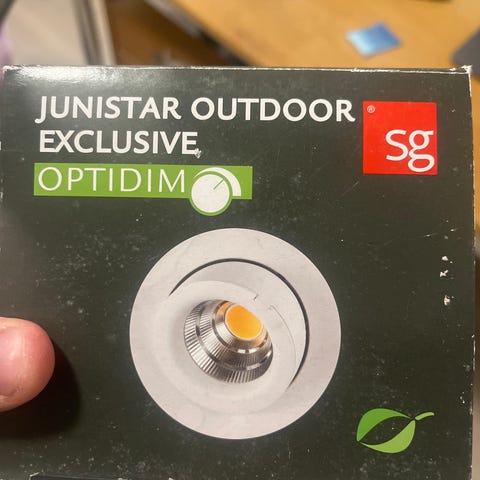 JUNISTAR OUTDOOR
EXCLUSIVE
OPTIDIM
sg®